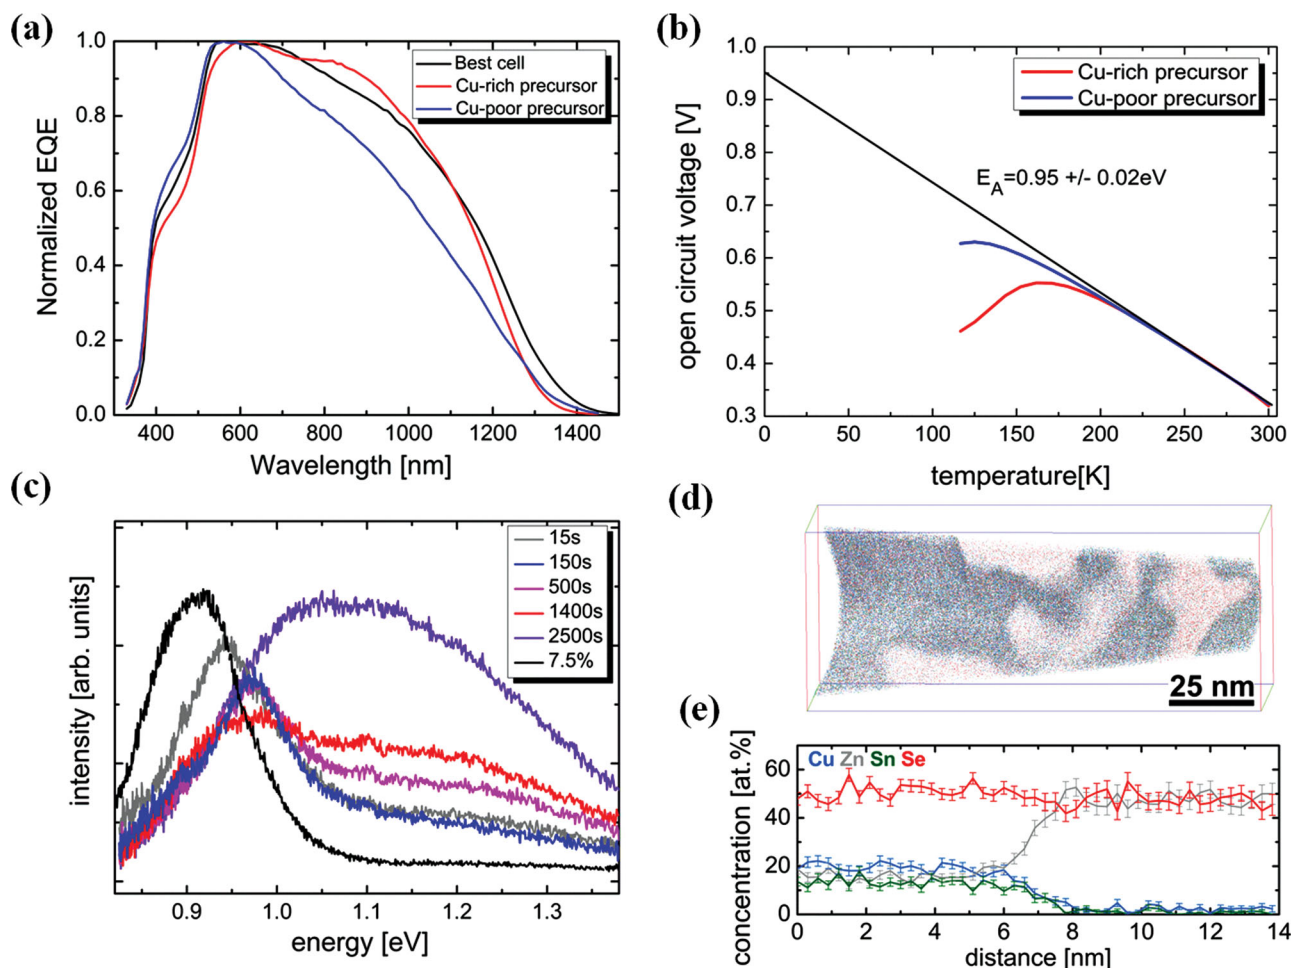 (a)
1.0
0.8
0.6
0.4
0.2
0.0
Normalized EQE
Best cell
Cu-rich precursor
Cu-poor precursor
400 600 800 1000 1200 1400
Wavelength [nm]
(b)
1.0
0.9
0.8
0.7
0.6
0.5
0.4
0.3
open circuit voltage [V]
Cu-rich precursor
Cu-poor precursor
E_A=0.95 +/- 0.02eV
0 50 100 150 200 250 300
temperature[K]
(c)
intensity [arb. units]
15s
150s
500s
1400s
2500s
7.5%
0.9 1.0 1.1 1.2 1.3
energy [eV]
(d)
25 nm
(e)
concentration [at.%]
60
40
20
0
Cu Zn Sn Se
0 2 4 6 8 10 12 14
distance [nm]